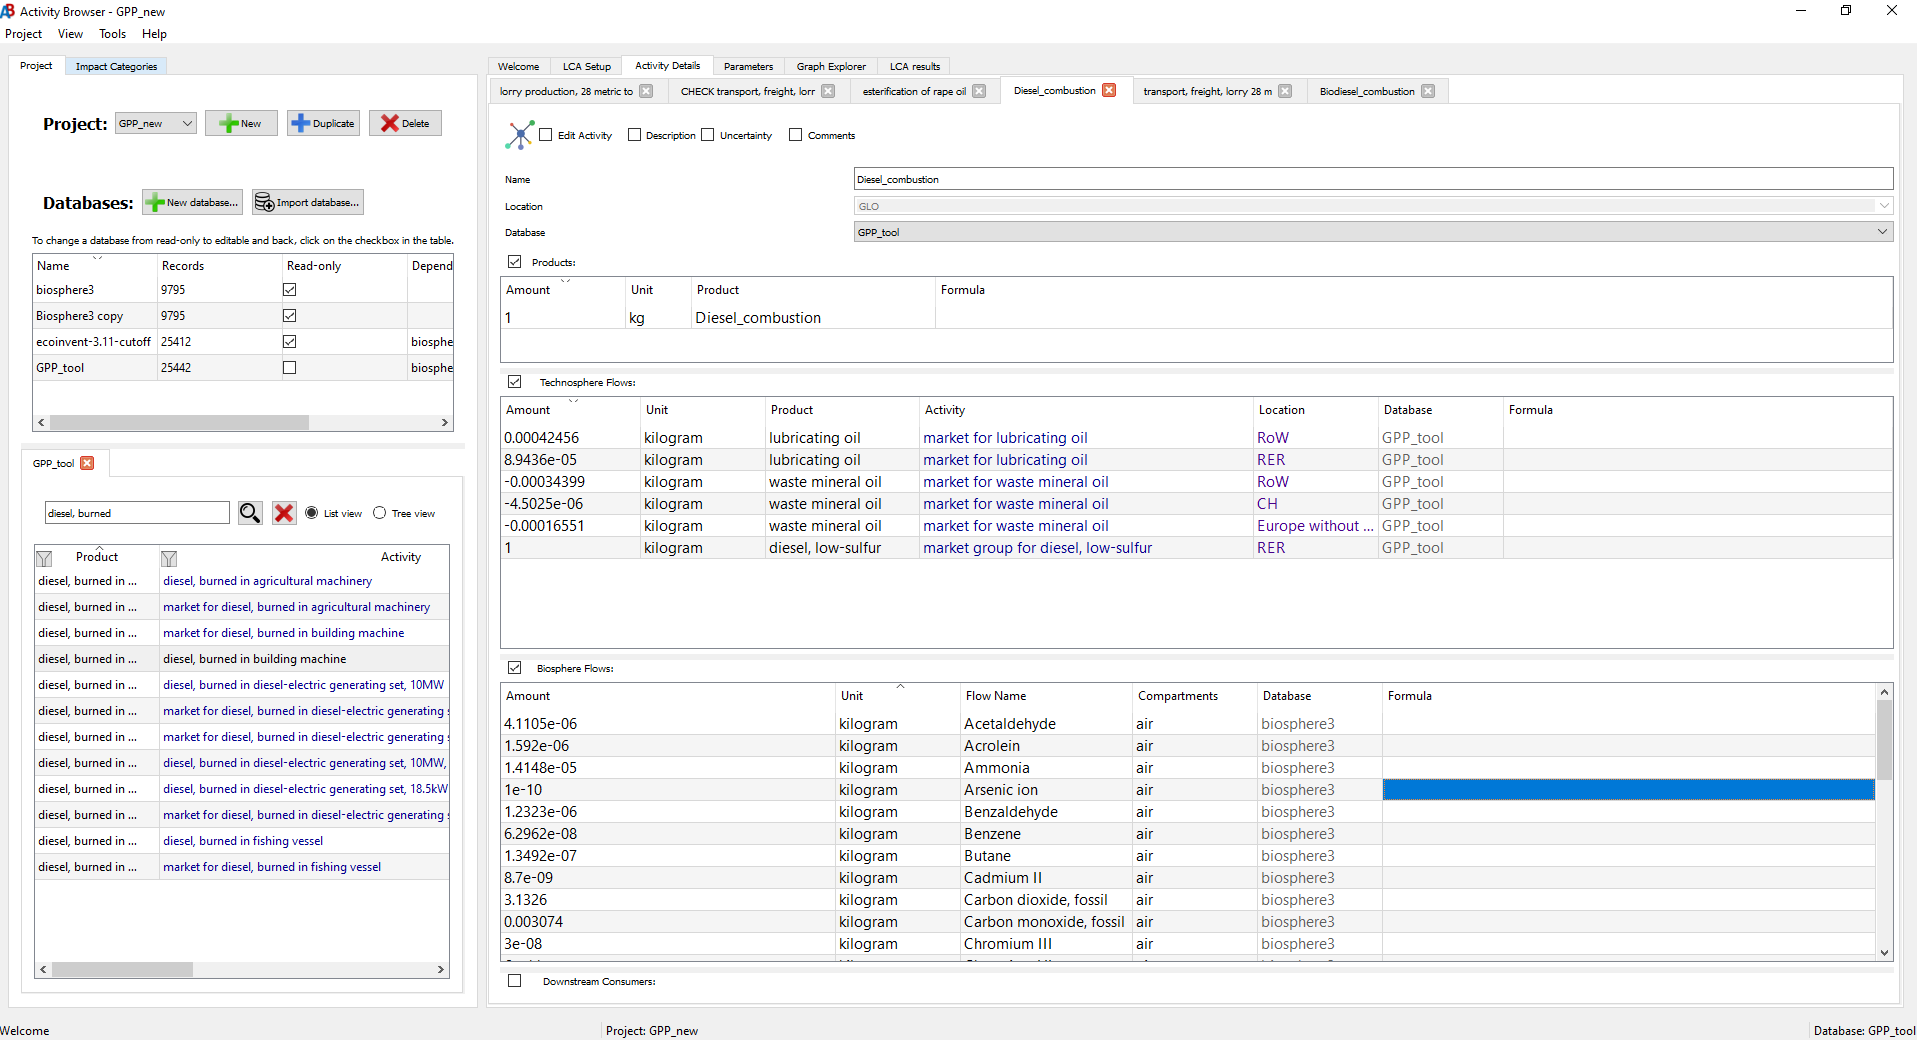 Activity Browser - GPP_new
Project View Tools Help
Project Impact Categories
Project: GPP_new New Duplicate Delete
Databases: New database... Import database...
To change a database from read-only to editable and back, click on the checkbox in the table.
Name Records Read-only Depend
biosphere3 9795
Biosphere3 copy 9795
ecoinvent-3.11-cutoff 25412 biosphe
GPP_tool 25442 biosphe
GPP_tool
diesel, burned List view Tree view
Product Activity
diesel, burned in ... diesel, burned in agricultural machinery
diesel, burned in ... market for diesel, burned in agricultural machinery
diesel, burned in ... market for diesel, burned in building machine
diesel, burned in ... diesel, burned in building machine
diesel, burned in ... diesel, burned in diesel-electric generating set, 10MW
diesel, burned in ... market for diesel, burned in diesel-electric generating s
diesel, burned in ... market for diesel, burned in diesel-electric generating s
diesel, burned in ... diesel, burned in diesel-electric generating set, 10MW,
diesel, burned in ... diesel, burned in diesel-electric generating set, 18.5kW
diesel, burned in ... market for diesel, burned in diesel-electric generating s
diesel, burned in ... diesel, burned in fishing vessel
diesel, burned in ... market for diesel, burned in fishing vessel
Welcome LCA Setup Activity Details Parameters Graph Explorer LCA results
lorry production, 28 metric to CHECK transport, freight, lorr esterification of rape oil Diesel_combustion transport, freight, lorry 28 m Biodiesel_combustion
Edit Activity Description Uncertainty Comments
Name Diesel_combustion
Location GLO
Database GPP_tool
Products:
Amount Unit Product Formula
1 kg Diesel_combustion
Technosphere Flows:
Amount Unit Product Activity Location Database Formula
0.00042456 kilogram lubricating oil market for lubricating oil RoW GPP_tool
8.9436e-05 kilogram lubricating oil market for lubricating oil RER GPP_tool
-0.00034399 kilogram waste mineral oil market for waste mineral oil RoW GPP_tool
-4.5025e-06 kilogram waste mineral oil market for waste mineral oil CH GPP_tool
-0.00016551 kilogram waste mineral oil market for waste mineral oil Europe without ... GPP_tool
1 kilogram diesel, low-sulfur market group for diesel, low-sulfur RER GPP_tool
Biosphere Flows:
Amount Unit Flow Name Compartments Database Formula
4.1105e-06 kilogram Acetaldehyde air biosphere3
1.592e-06 kilogram Acrolein air biosphere3
1.4148e-05 kilogram Ammonia air biosphere3
1e-10 kilogram Arsenic ion air biosphere3
1.2323e-06 kilogram Benzaldehyde air biosphere3
6.2962e-08 kilogram Benzene air biosphere3
1.3492e-07 kilogram Butane air biosphere3
8.7e-09 kilogram Cadmium II air biosphere3
3.1326 kilogram Carbon dioxide, fossil air biosphere3
0.003074 kilogram Carbon monoxide, fossil air biosphere3
3e-08 kilogram Chromium III air biosphere3
Downstream Consumers:
Welcome Project: GPP_new Database: GPP_tool